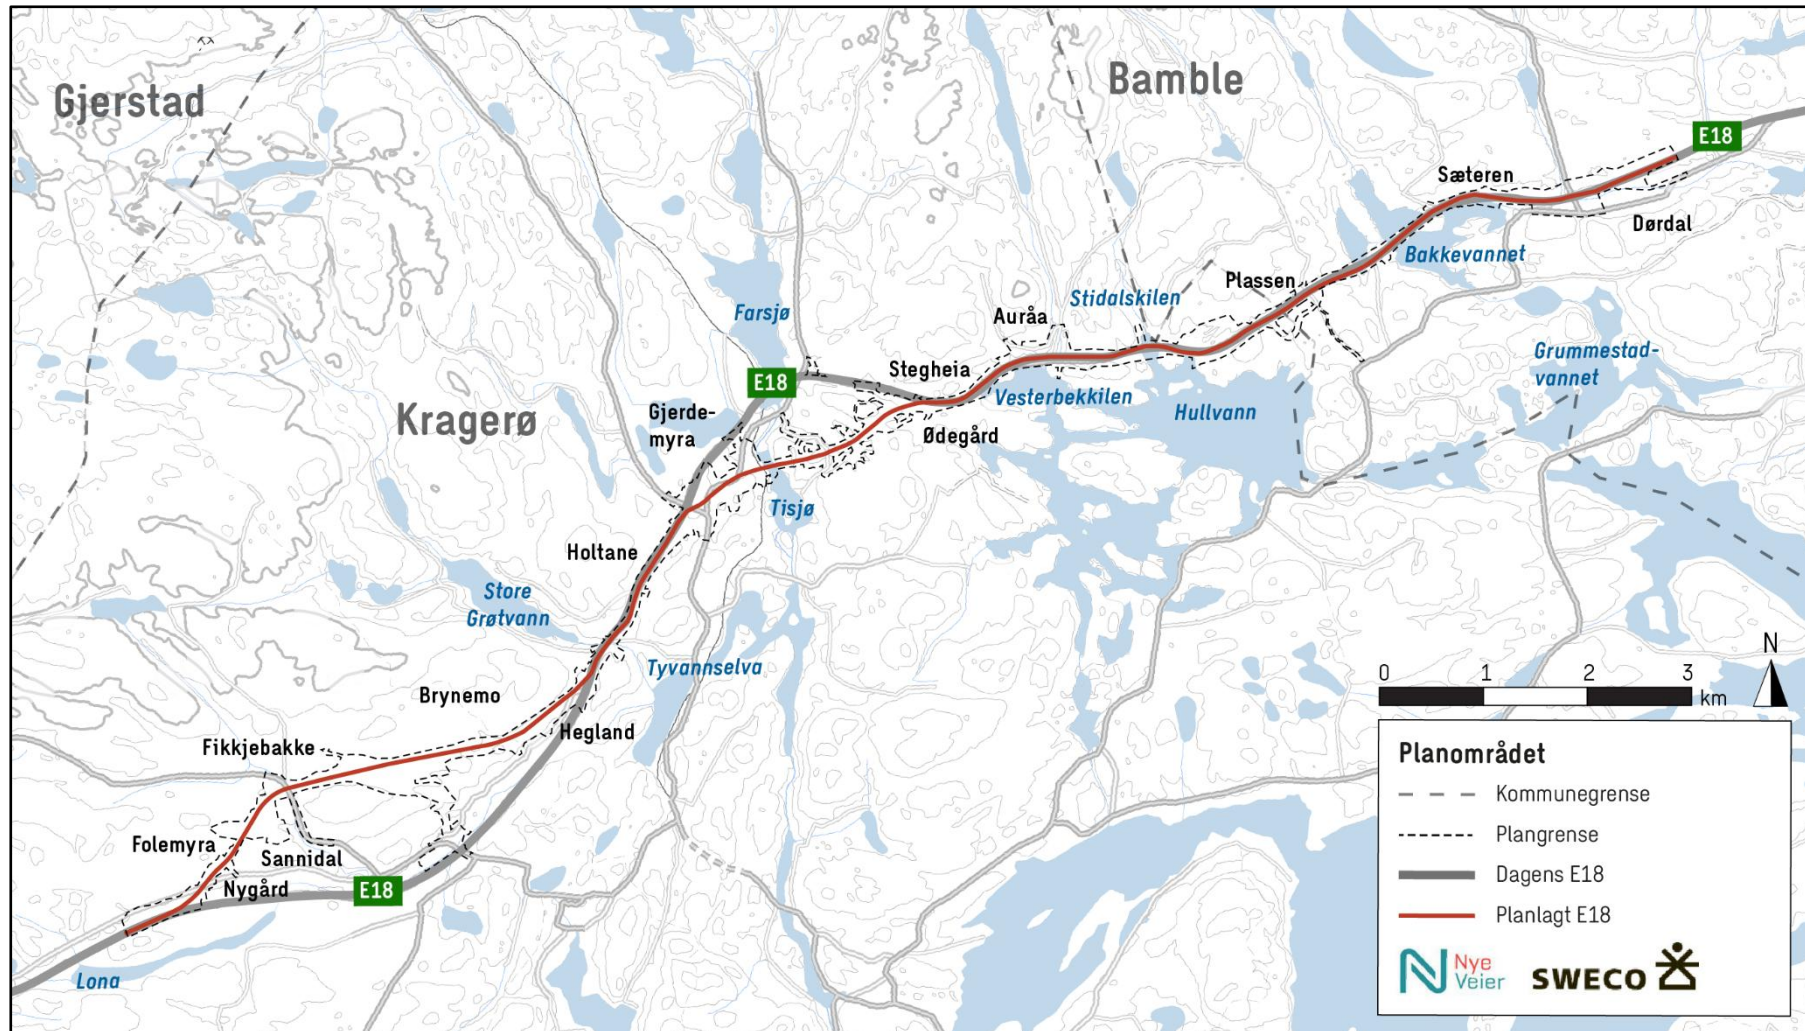 Gjerstad
Bamble
E18
Sæteren
Dørdal
Bakkevannet
Plassen
Stidalskilen
Farsjø
Auråa
Grummestad-
vannet
Stegheia
E18
Vesterbekkilen
Hullvann
Gjerde-
myra
Kragerø
Ødegård
Tisjø
Holtane
Store
Grøtvann
Tyvannselva
Brynemo
Hegland
Fikkjebakke
Folemyra
Sannidal
Nygård
E18
Lona
N
0 1 2 3
km
Planområdet
Kommunegrense
Plangrense
Dagens E18
Planlagt E18
Nye
Veier
SWECO